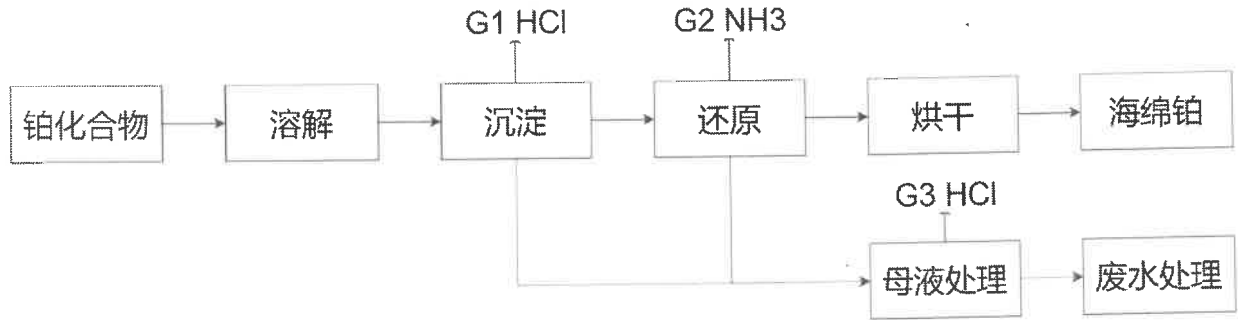 G1 HCl
G2 NH3
铂化合物
溶解
沉淀
还原
烘干
海绵铂
G3 HCl
母液处理
废水处理